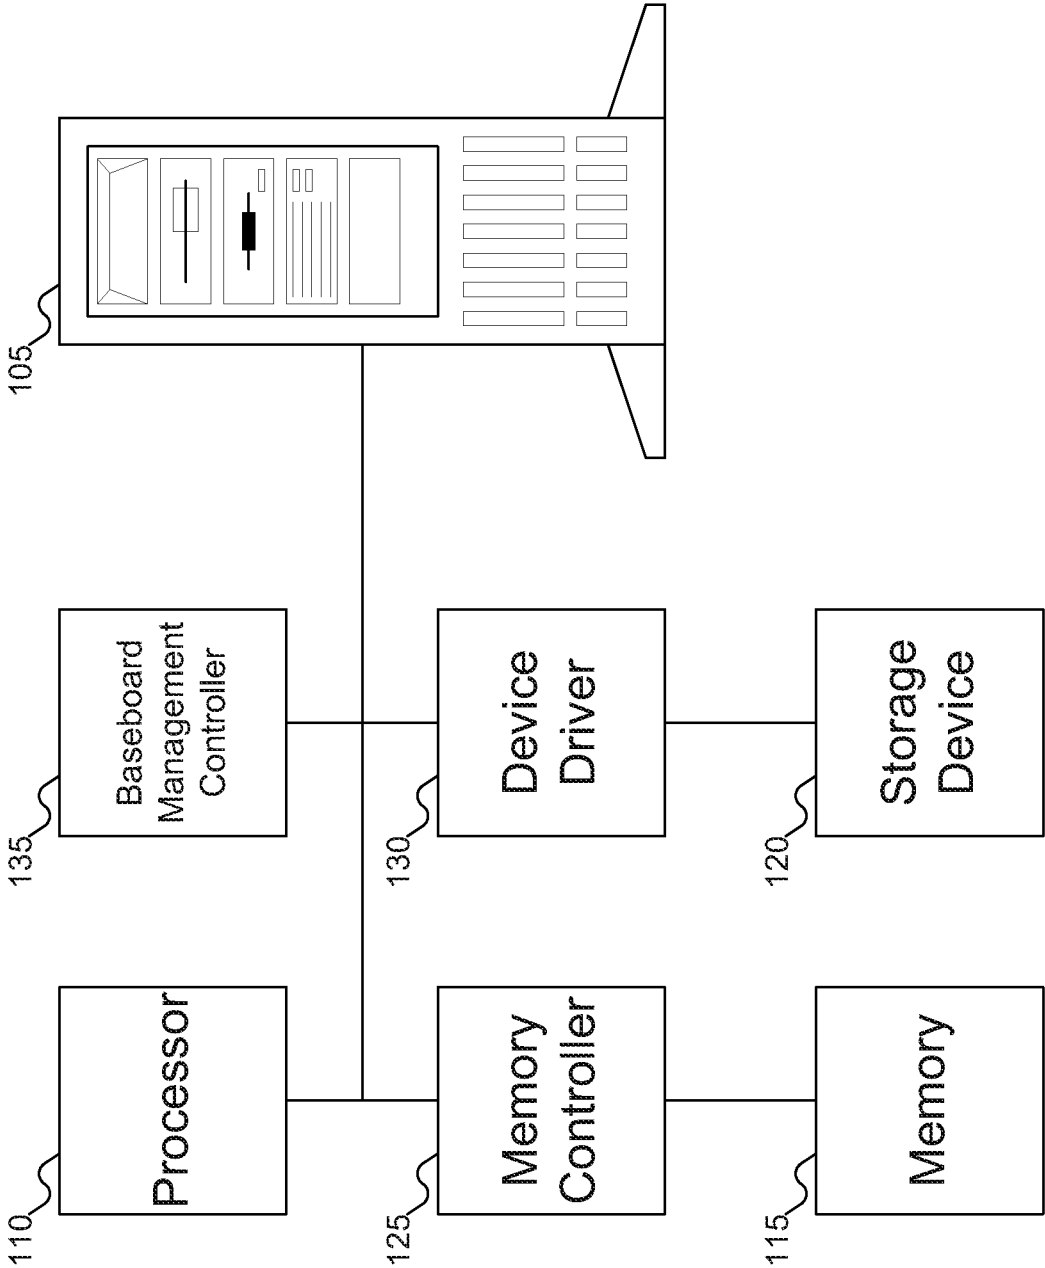 105
110
Processor
135
Baseboard
Management
Controller
125
Memory
Controller
130
Device
Driver
115
Memory
120
Storage
Device